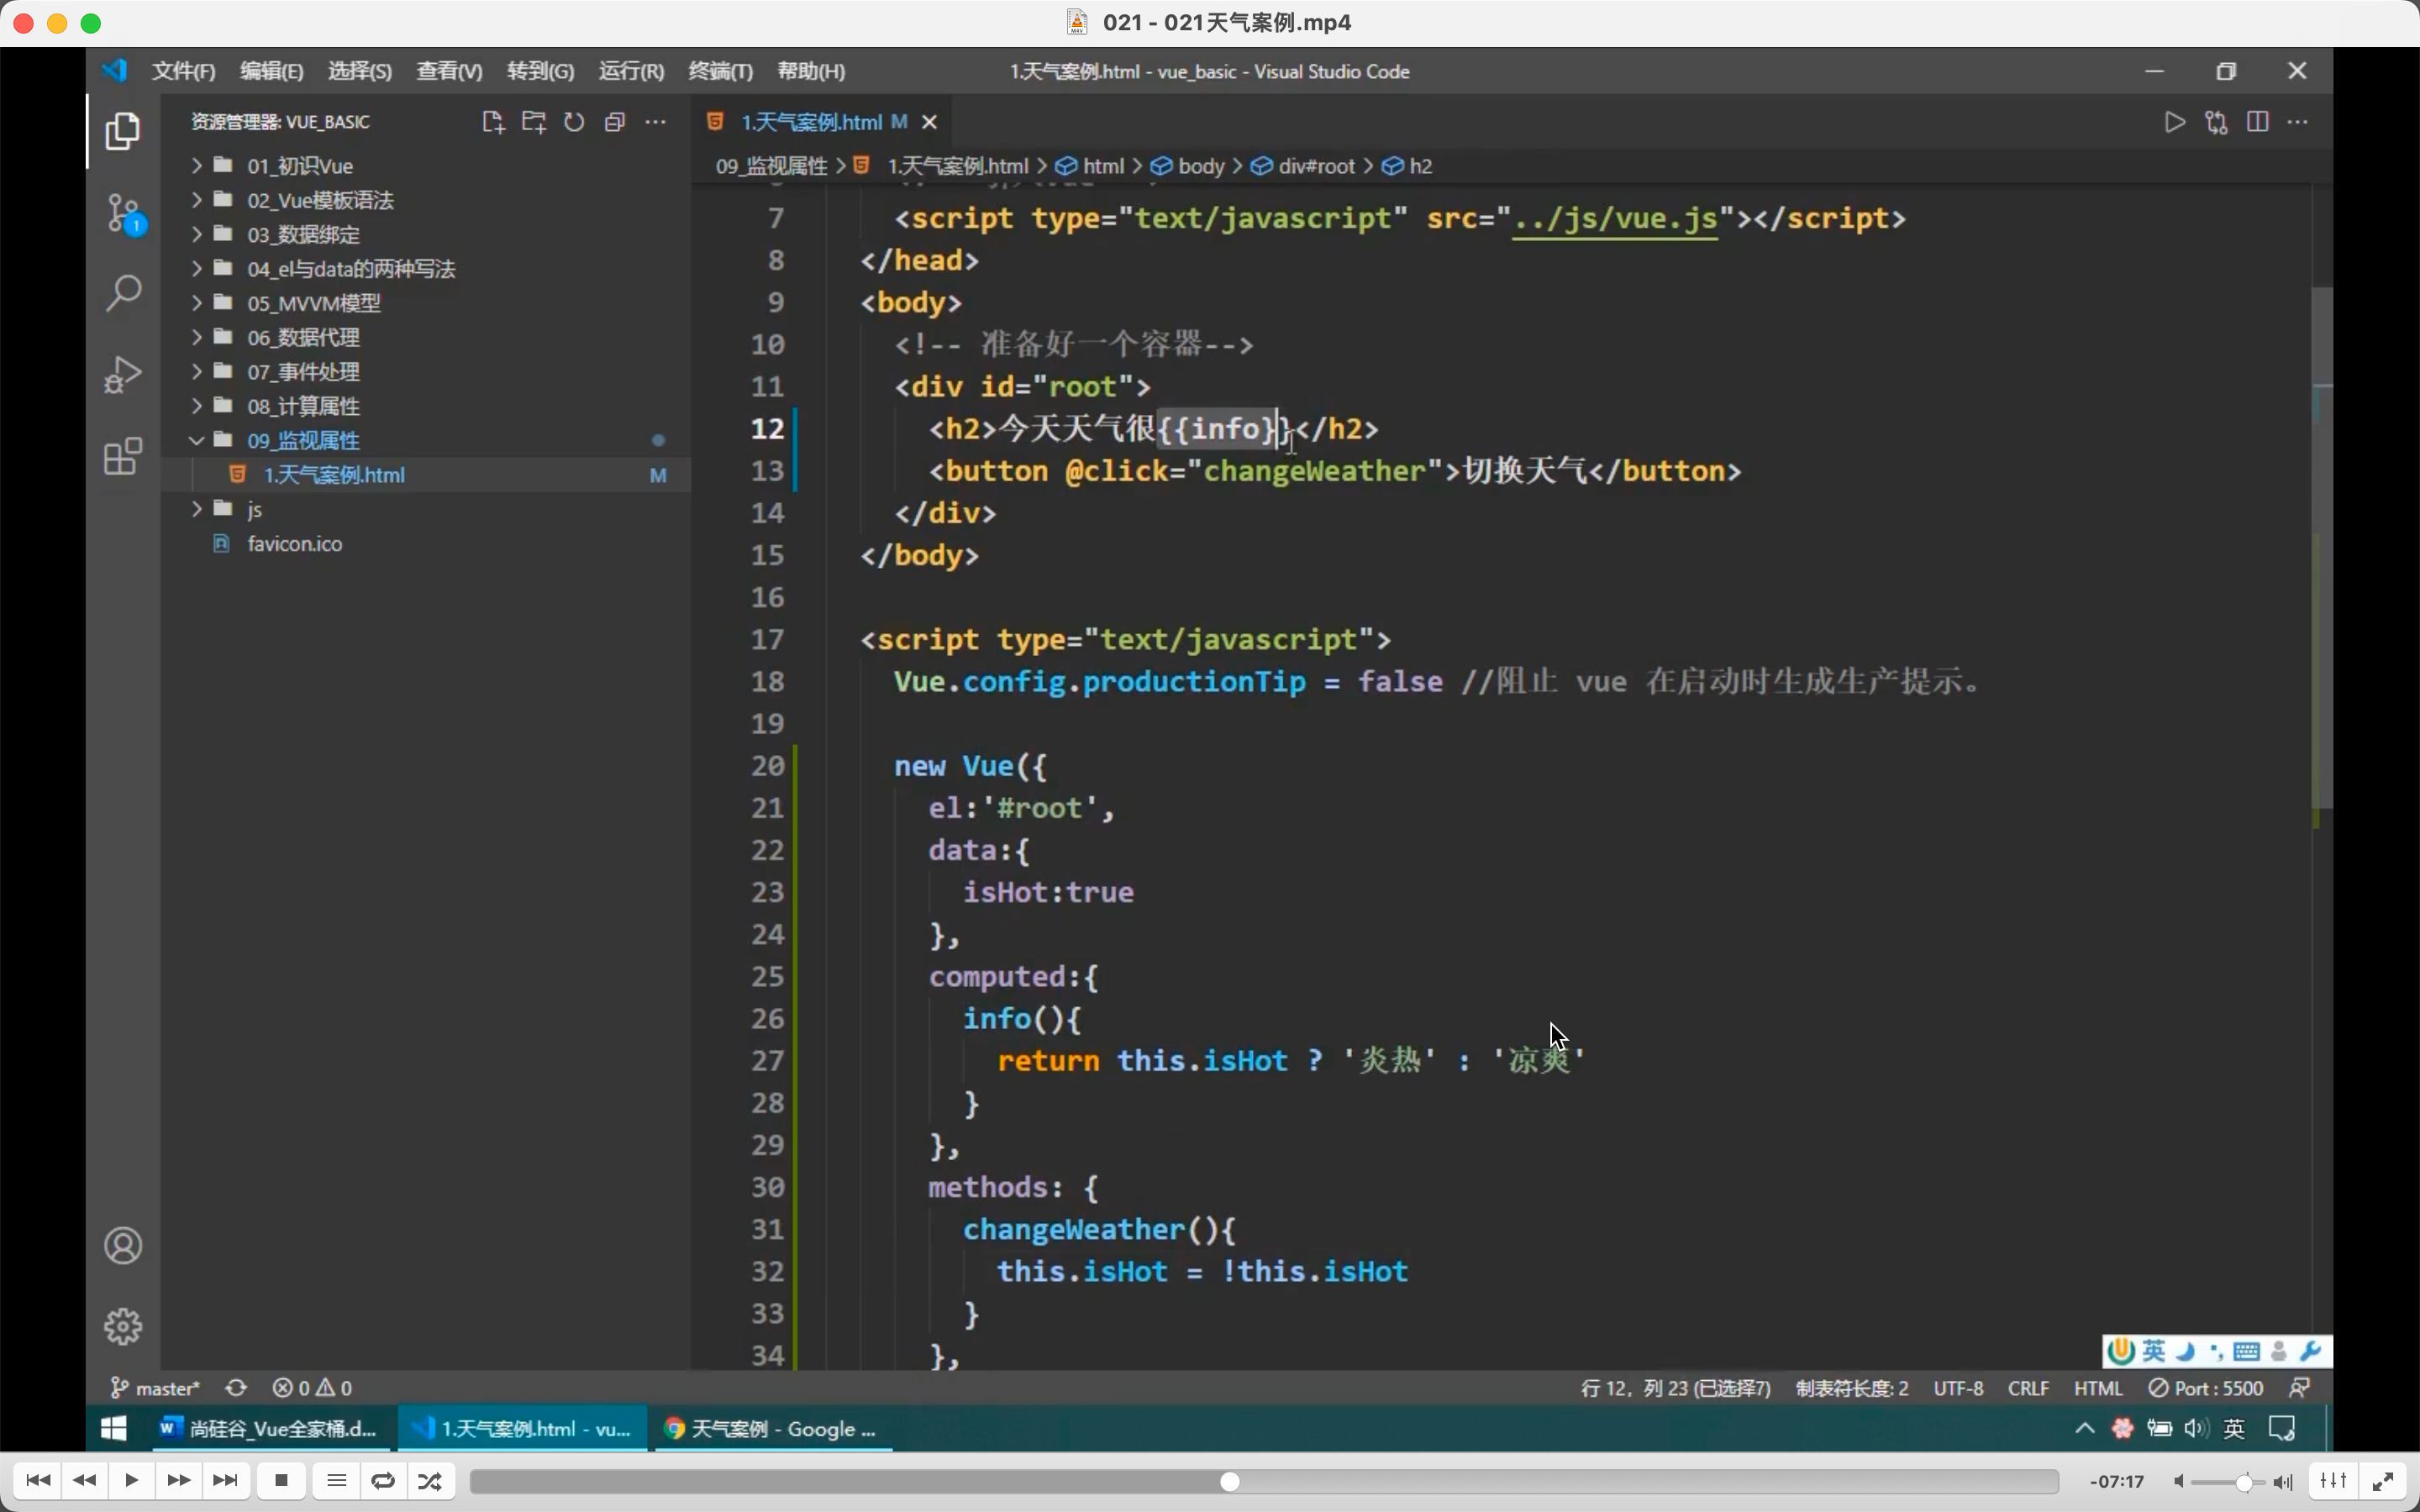 021 - 021天气案例.mp4
文件(F) 编辑(E) 选择(S) 查看(V) 转到(G) 运行(R) 终端(T) 帮助(H) 1.天气案例.html - vue_basic - Visual Studio Code
资源管理器: VUE_BASIC
01_初识Vue
02_Vue模板语法
03_数据绑定
04_el与data的两种写法
05_MVVM模型
06_数据代理
07_事件处理
08_计算属性
09_监视属性
1.天气案例.html M
js
favicon.ico
1
1.天气案例.html M
09_监视属性 > 1.天气案例.html > html > body > div#root > h2
7 <script type="text/javascript" src="../js/vue.js"></script>
8 </head>
9 <body>
10 <!-- 准备好一个容器-->
11 <div id="root">
12 <h2>今天天气很{{info}}</h2>
13 <button @click="changeWeather">切换天气</button>
14 </div>
15 </body>
16
17 <script type="text/javascript">
18 Vue.config.productionTip = false //阻止 vue 在启动时生成生产提示。
19
20 new Vue({
21 el:'#root',
22 data:{
23 isHot:true
24 },
25 computed:{
26 info(){
27 return this.isHot ? '炎热' : '凉爽'
28 }
29 },
30 methods: {
31 changeWeather(){
32 this.isHot = !this.isHot
33 }
34 },
英
master* 0 0 行 12，列 23 (已选择7) 制表符长度: 2 UTF-8 CRLF HTML Port : 5500
尚硅谷_Vue全家桶.d... 1.天气案例.html - vu... 天气案例 - Google ... 英
-07:17